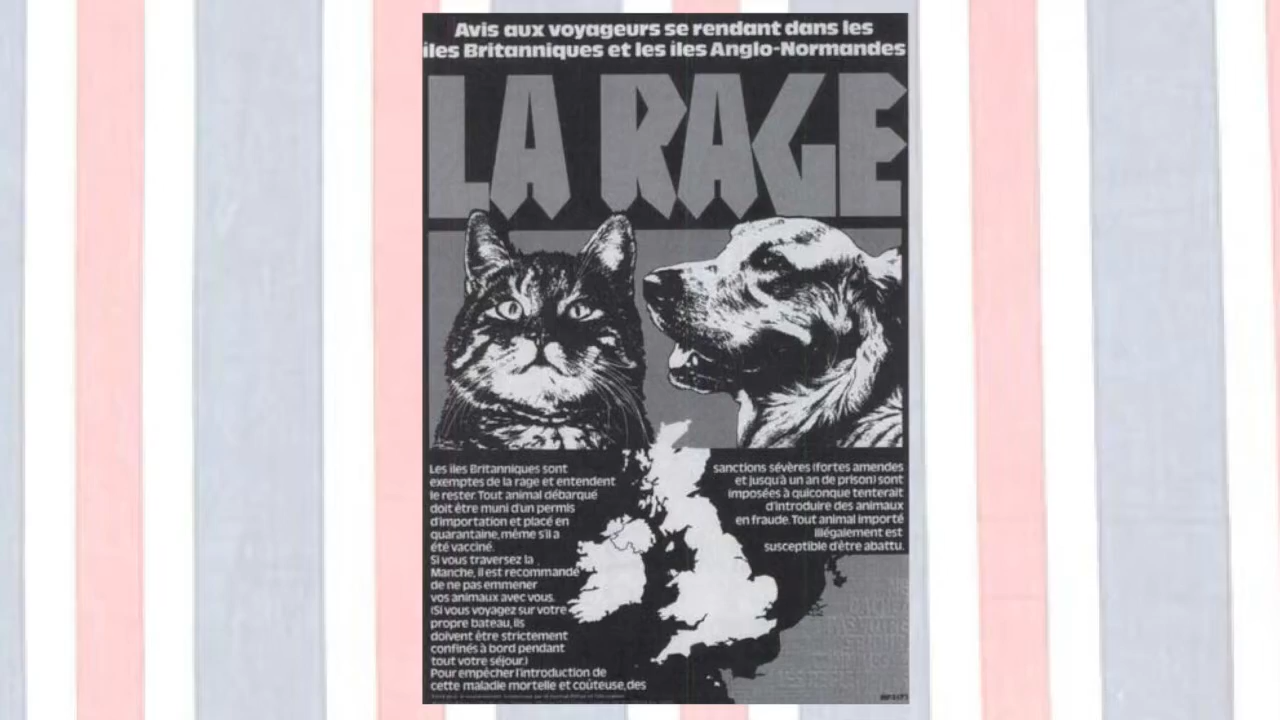 Avis aux voyageurs se rendant dans les
îles Britanniques et les îles Anglo-Normandes
LA RAGE
Les îles Britanniques sont
exemptes de la rage et entendent
le rester. Tout animal débarqué
doit être muni d'un permis
d'importation et placé en
quarantaine, même s'il a
été vacciné.
Si vous traversez la
Manche, il est recommandé
de ne pas emmener
vos animaux avec vous.
(Si vous voyagez sur votre
propre bateau, ils
doivent être strictement
confinés à bord pendant
tout votre séjour.)
Pour empêcher l'introduction de
cette maladie mortelle et coûteuse, des
sanctions sévères (fortes amendes
et jusqu'à un an de prison) sont
imposées à quiconque tenterait
d'introduire des animaux
en fraude. Tout animal importé
illégalement est
susceptible d'être abattu.